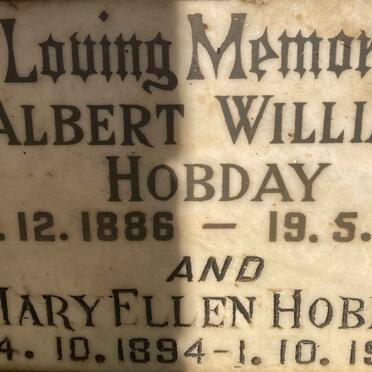 Loving Memor
ALBERT WILLIA
HOBDAY
.12.1886 — 19.5.
AND
MARY ELLEN HOB
4.10.1894-1.10.19